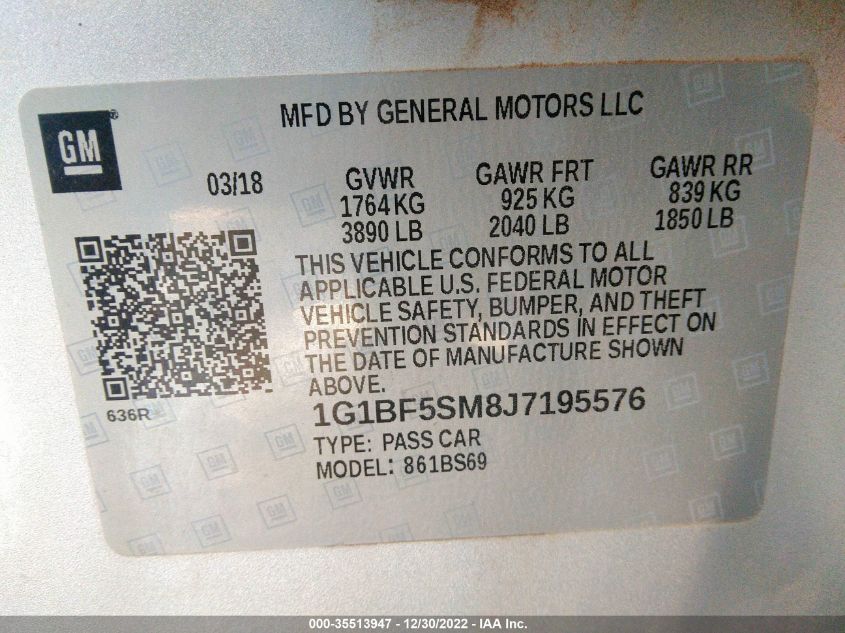 MFD BY GENERAL MOTORS LLC
GM
®
03/18
GVWR
1764 KG
3890 LB
GAWR FRT
925 KG
2040 LB
GAWR RR
839 KG
1850 LB
THIS VEHICLE CONFORMS TO ALL
APPLICABLE U.S. FEDERAL MOTOR
VEHICLE SAFETY, BUMPER, AND THEFT
PREVENTION STANDARDS IN EFFECT ON
THE DATE OF MANUFACTURE SHOWN
ABOVE.
636R
1G1BF5SM8J7195576
TYPE: PASS CAR
MODEL: 861BS69
000-35513947 - 12/30/2022 - IAA Inc.